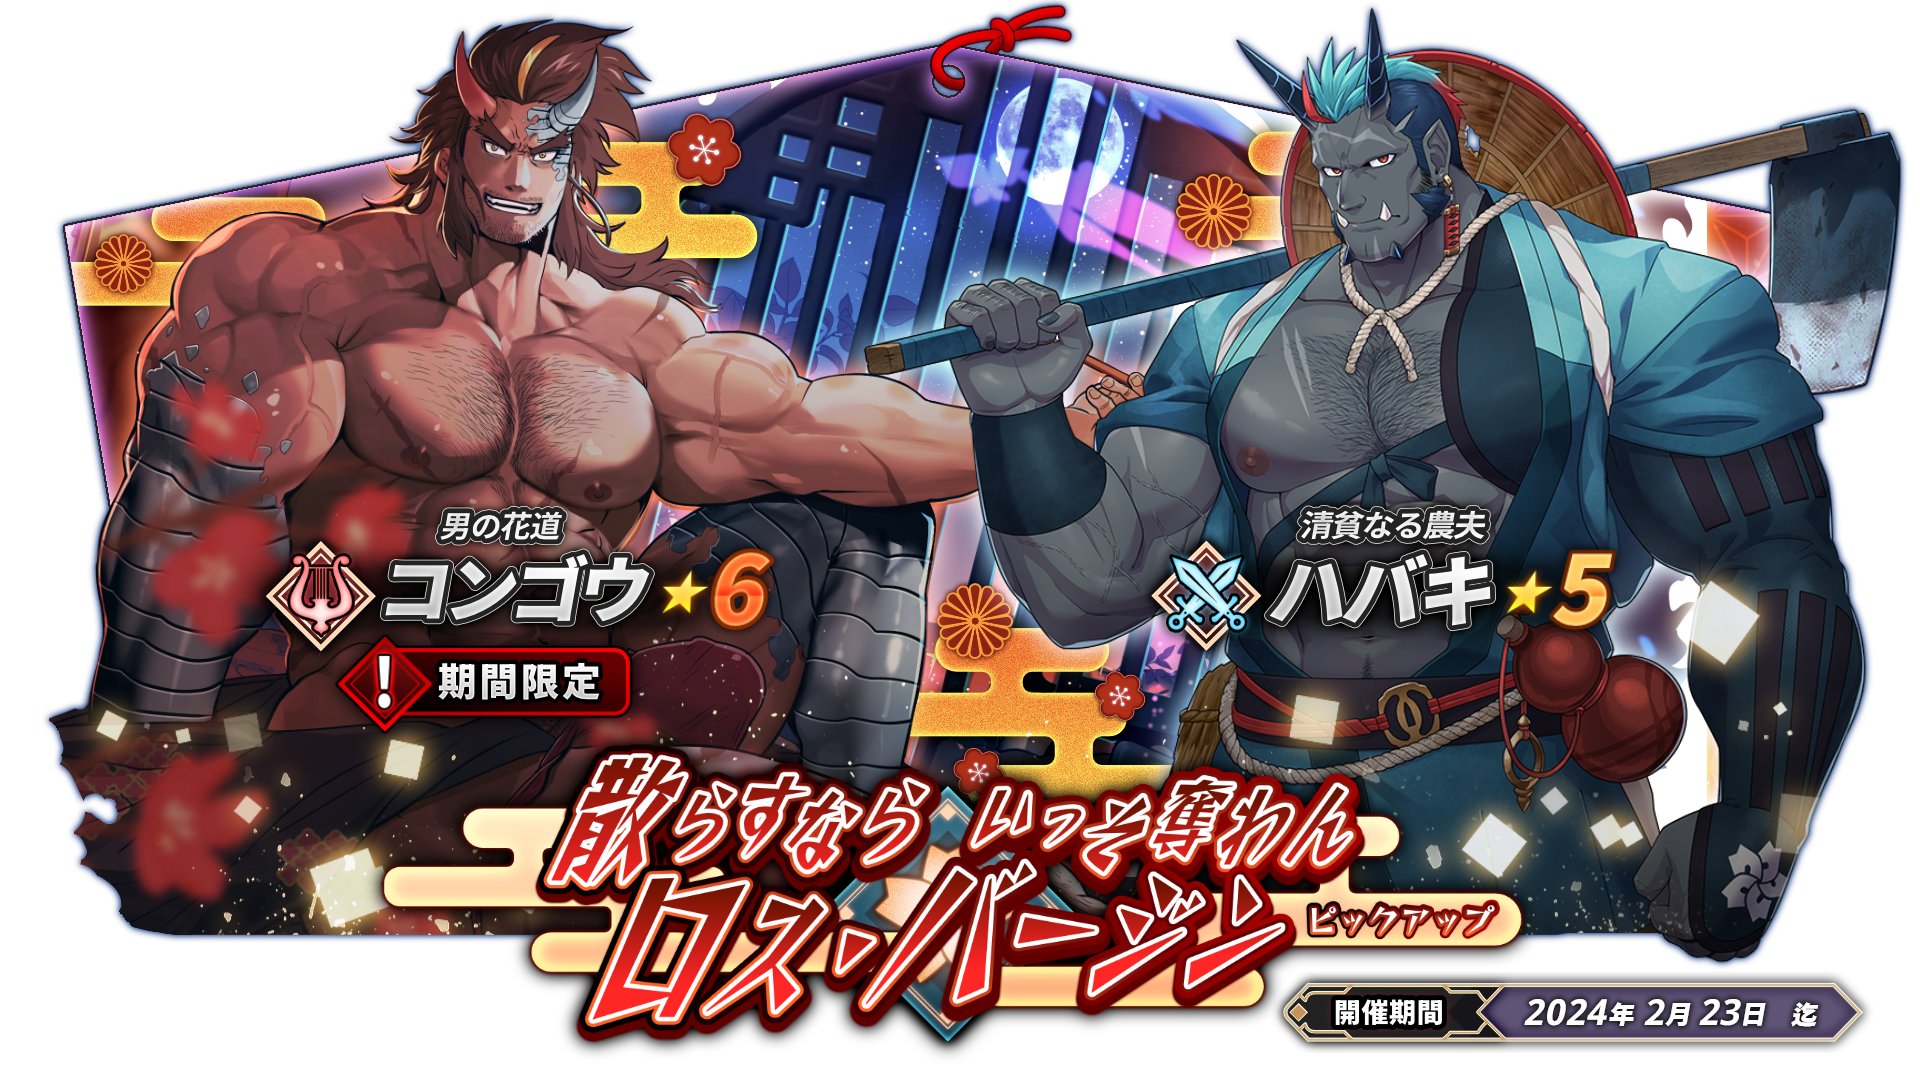 男の花道
コンゴウ ★6
期間限定
清貧なる農夫
ハバキ ★5
散らすなら いっそ奪わん
ロス・バージン
ピックアップ
開催期間 2024年 2月 23日 迄